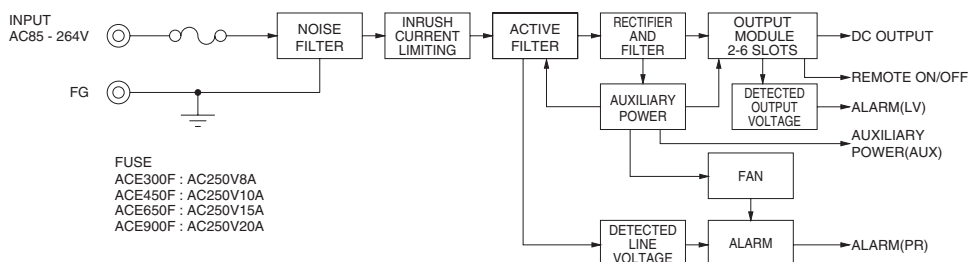 INPUT
AC85 - 264V
NOISE
FILTER
INRUSH
CURRENT
LIMITING
ACTIVE
FILTER
RECTIFIER
AND
FILTER
OUTPUT
MODULE
2-6 SLOTS
DC OUTPUT
REMOTE ON/OFF
FG
AUXILIARY
POWER
DETECTED
OUTPUT
VOLTAGE
ALARM(LV)
AUXILIARY
POWER(AUX)
FUSE
ACE300F : AC250V8A
ACE450F : AC250V10A
ACE650F : AC250V15A
ACE900F : AC250V20A
FAN
DETECTED
LINE
VOLTAGE
ALARM
ALARM(PR)